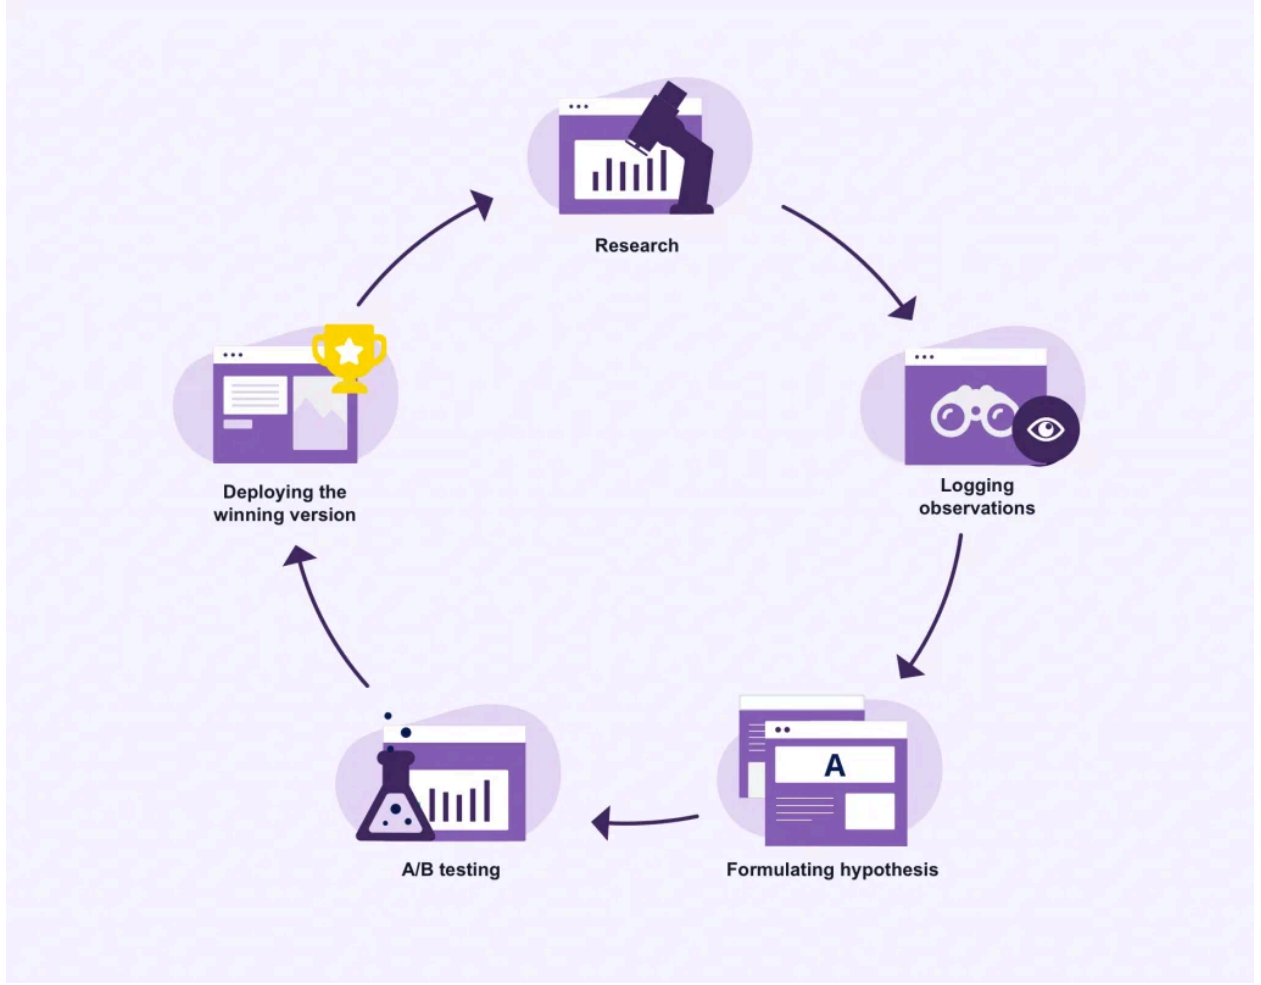 Research
Logging
observations
Formulating hypothesis
A
A/B testing
Deploying the
winning version